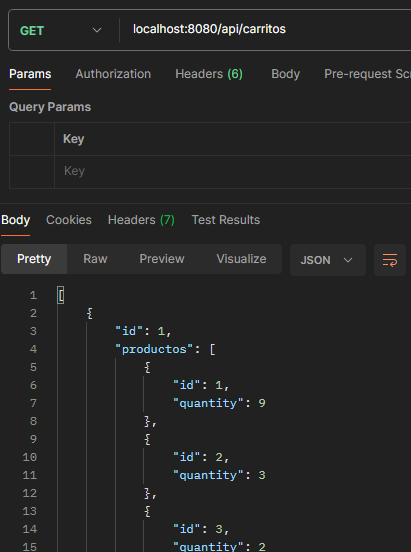 GET localhost:8080/api/carritos
Params Authorization Headers (6) Body Pre-request Scr
Query Params
Key
Key
Body Cookies Headers (7) Test Results
Pretty Raw Preview Visualize JSON
1 [
2 {
3 "id": 1,
4 "productos": [
5 {
6 "id": 1,
7 "quantity": 9
8 },
9 {
10 "id": 2,
11 "quantity": 3
12 },
13 {
14 "id": 3,
15 "quantity": 2